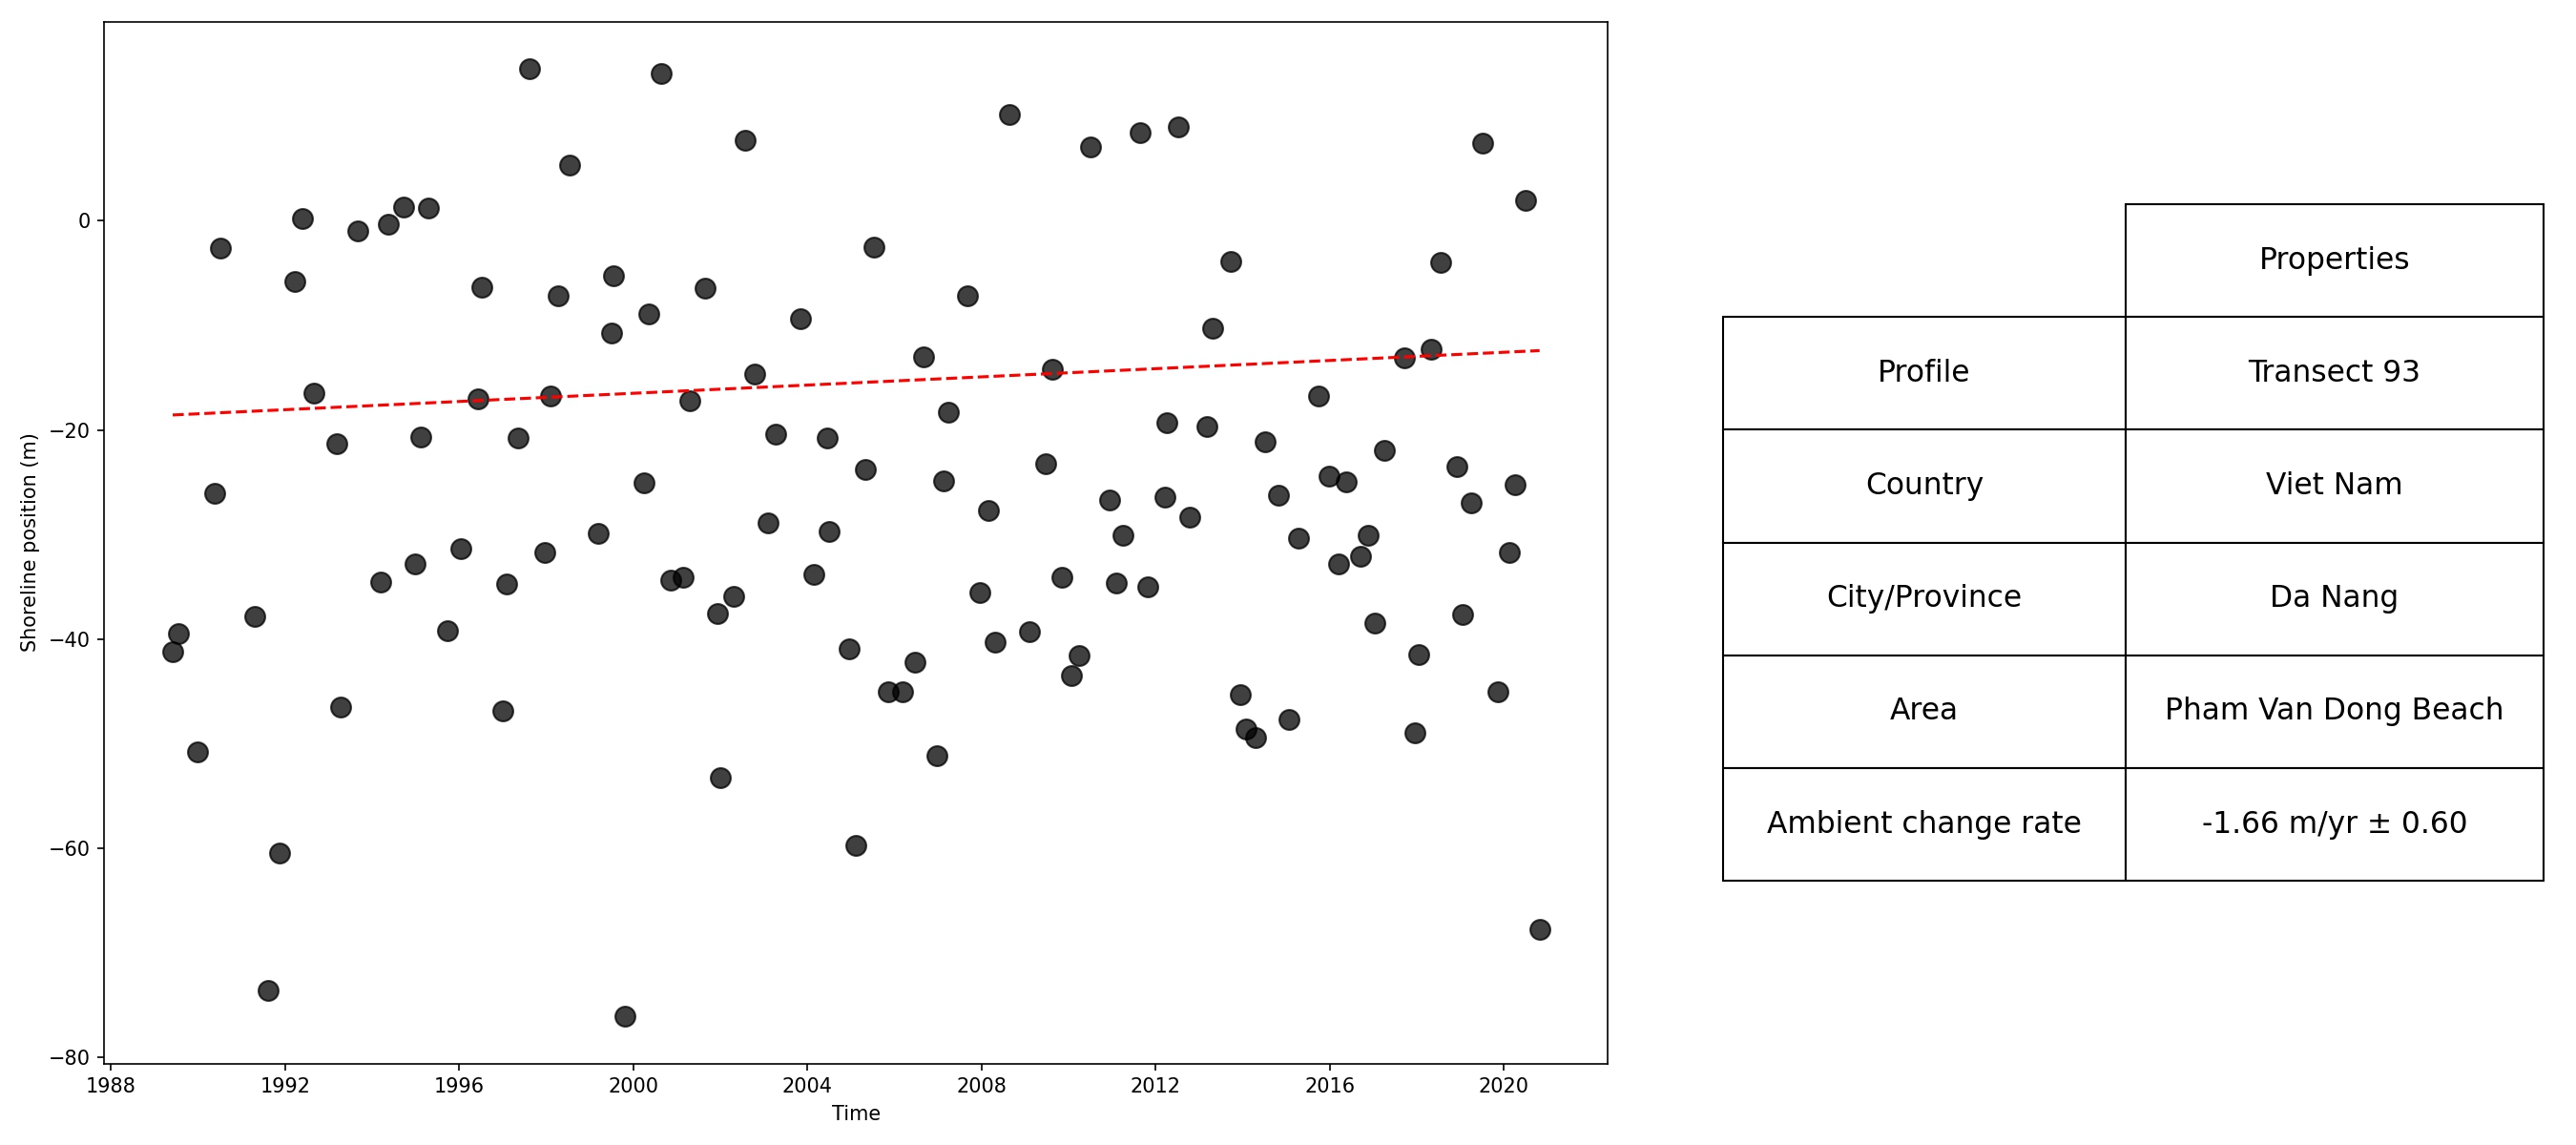 Shoreline position (m)
0
−20
−40
−60
−80
1988 1992 1996 2000 2004 2008 2012 2016 2020
Time
Properties
Profile Transect 93
Country Viet Nam
City/Province Da Nang
Area Pham Van Dong Beach
Ambient change rate -1.66 m/yr ± 0.60